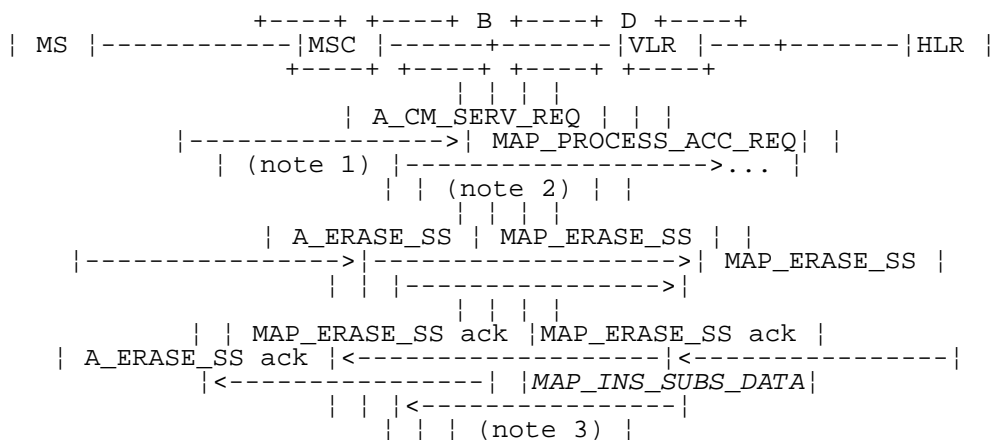 +----+ +----+ B +----+ D +----+
¦ MS ¦------------¦MSC ¦------+-------¦VLR ¦----+-------¦HLR ¦
+----+ +----+ +----+ +----+
¦ ¦ ¦ ¦
¦ A_CM_SERV_REQ ¦ ¦ ¦
¦---------------->¦ MAP_PROCESS_ACC_REQ¦ ¦
¦ (note 1) ¦------------------->... ¦
¦ ¦ (note 2) ¦ ¦
¦ ¦ ¦ ¦
¦ A_ERASE_SS ¦ MAP_ERASE_SS ¦ ¦
¦---------------->¦------------------->¦ MAP_ERASE_SS ¦
¦ ¦ ¦---------------->¦
¦ ¦ ¦ ¦
¦ ¦ MAP_ERASE_SS ack ¦MAP_ERASE_SS ack ¦
¦ A_ERASE_SS ack ¦<-------------------¦<----------------¦
¦<----------------¦ ¦MAP_INS_SUBS_DATA¦
¦ ¦ ¦<----------------¦
¦ ¦ ¦ (note 3) ¦